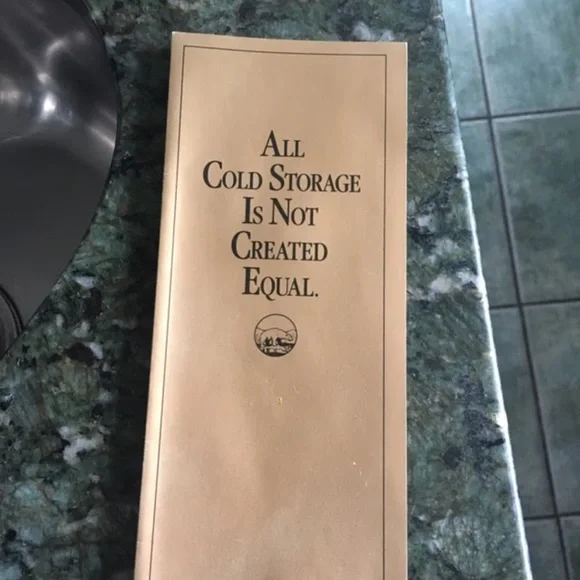 All
Cold Storage
Is Not
Created
Equal.